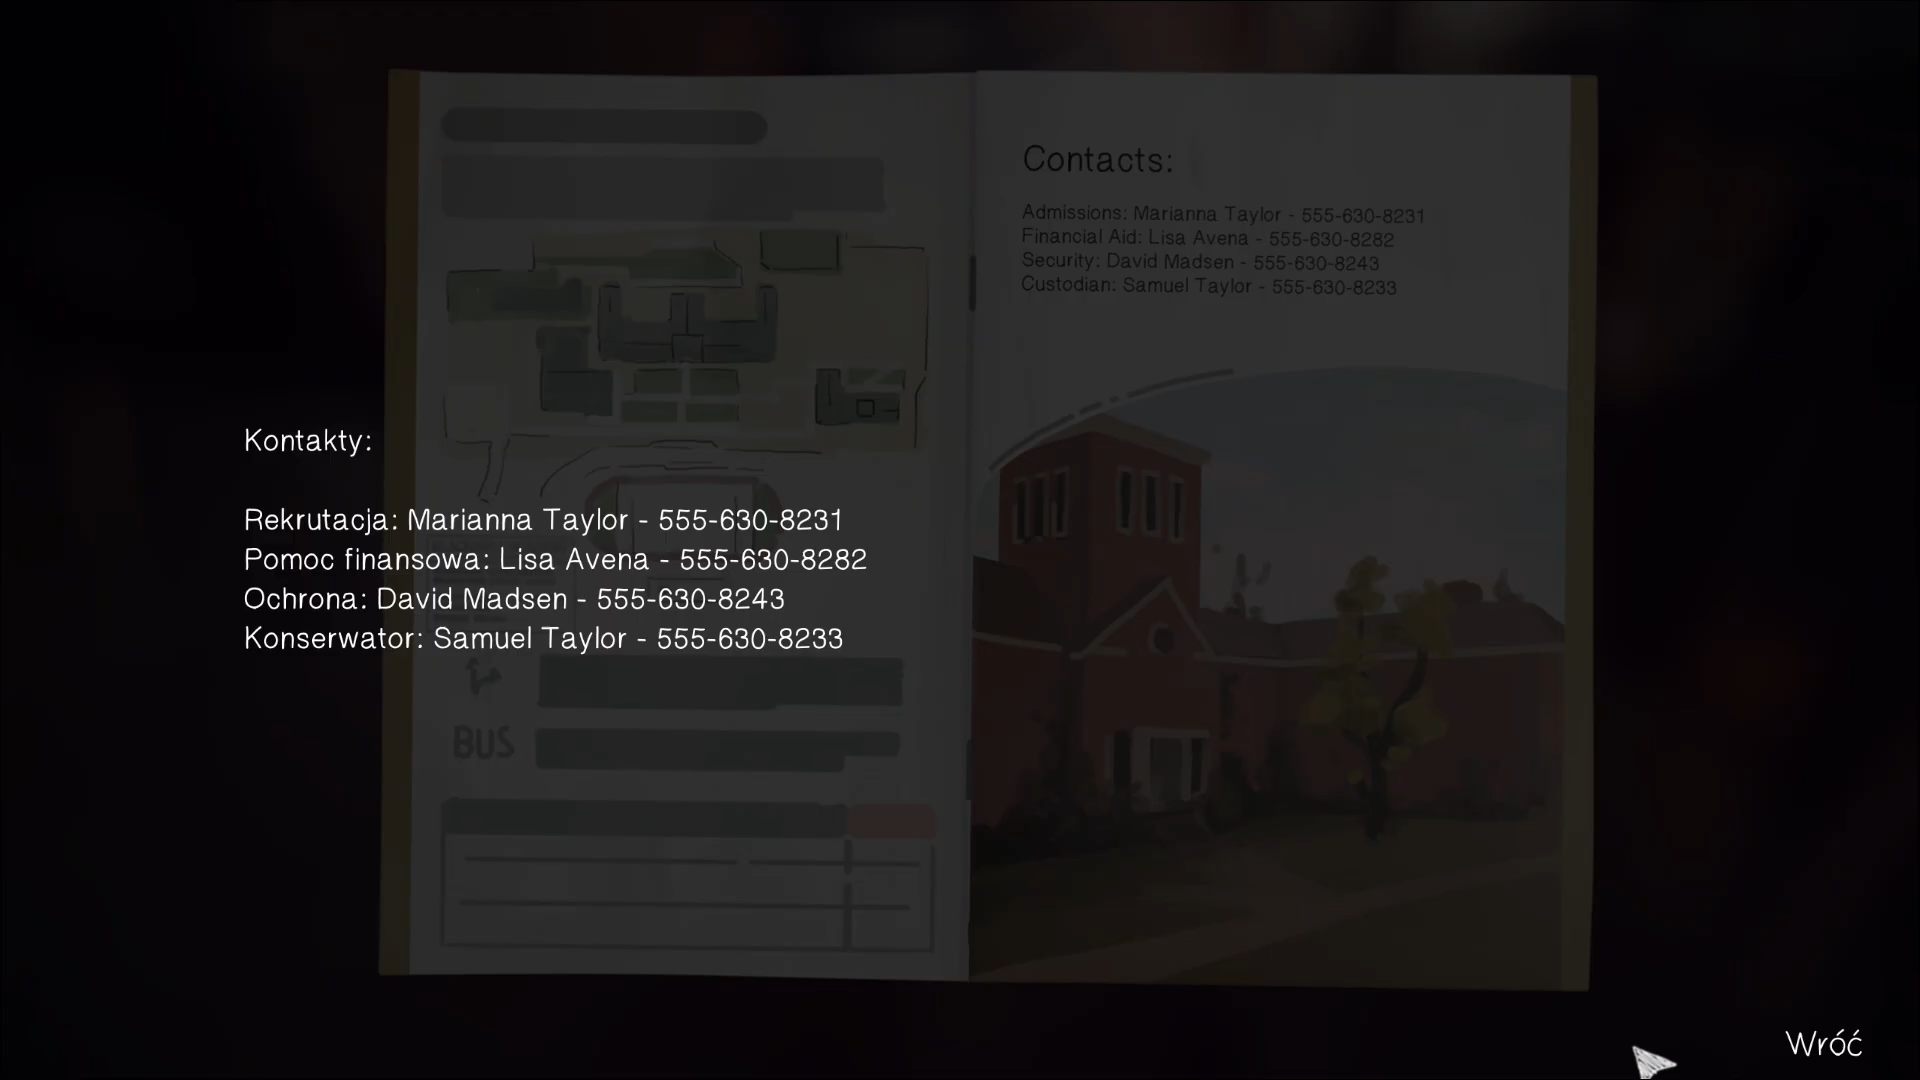 Contacts:
Admissions: Marianna Taylor - 555-630-8231
Financial Aid: Lisa Avena - 555-630-8282
Security: David Madsen - 555-630-8243
Custodian: Samuel Taylor - 555-630-8233
Kontakty:
Rekrutacja: Marianna Taylor - 555-630-8231
Pomoc finansowa: Lisa Avena - 555-630-8282
Ochrona: David Madsen - 555-630-8243
Konserwator: Samuel Taylor - 555-630-8233
BUS
Wróć